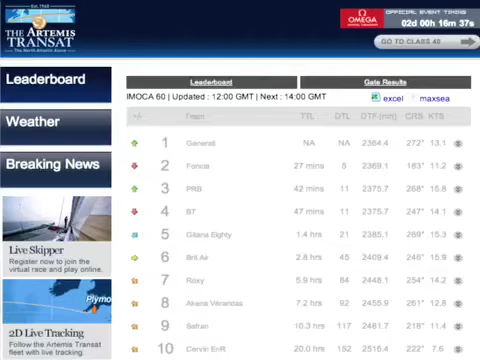 Est. 1960
THE ARTEMIS
TRANSAT
The North Atlantic Alone
Ω OMEGA
OFFICIAL EVENT TIMING
02d 00h 16m 37s
GO TO CLASS 40
Leaderboard
Weather
Breaking News
Live Skipper
Register now to join the
virtual race and play online.
Plymo
2D Live Tracking
Follow the Artemis Transat
fleet with live tracking.
Leaderboard Gate Results
IMOCA 60 | Updated : 12:00 GMT | Next : 14:00 GMT excel maxsea
+/- Team TTL DTL DTF (nm) CRS KTS
1 Generali NA NA 2364.4 272° 13.1
2 Foncia 27 mins 5 2369.1 183° 11.2
3 PRB 42 mins 11 2375.7 268° 15.8
4 BT 47 mins 11 2375.7 247° 14.1
5 Gitana Eighty 1.4 hrs 21 2385.1 269° 15.3
6 Brit Air 2.8 hrs 45 2409.4 246° 15.9
7 Roxy 5.9 hrs 84 2448.1 254° 14.2
8 Akena Vérandas 7.2 hrs 92 2455.9 261° 12.8
9 Safran 10.3 hrs 117 2481.7 218° 11.4
10 Cervin EnR 20.0 hrs 152 2516.4 222° 7.6